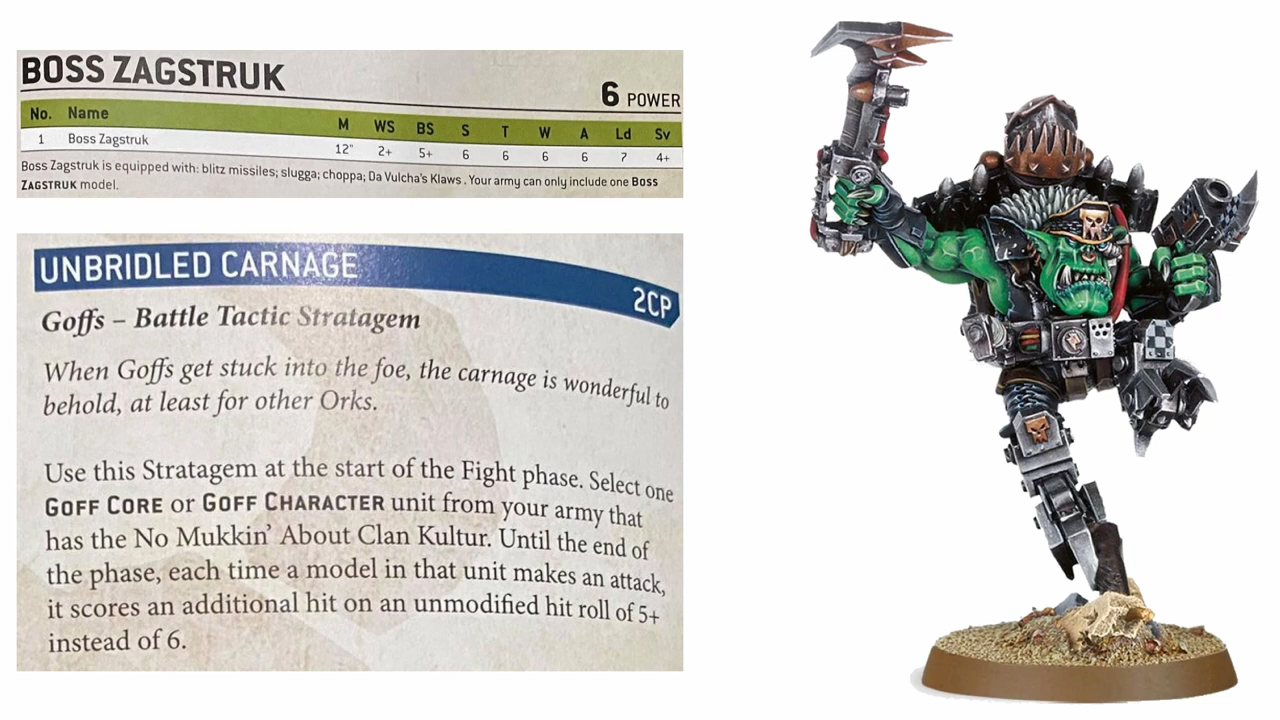 BOSS ZAGSTRUK
6 POWER
No. Name M WS BS S T W A Ld Sv
1 Boss Zagstruk 12" 2+ 5+ 6 6 6 6 7 4+
Boss Zagstruk is equipped with: blitz missiles; slugga; choppa; Da Vulcha's Klaws . Your army can only include one BOSS
ZAGSTRUK model.
UNBRIDLED CARNAGE
2CP
Goffs – Battle Tactic Stratagem
When Goffs get stuck into the foe, the carnage is wonderful to
behold, at least for other Orks.
Use this Stratagem at the start of the Fight phase. Select one
GOFF CORE or GOFF CHARACTER unit from your army that
has the No Mukkin' About Clan Kultur. Until the end of
the phase, each time a model in that unit makes an attack,
it scores an additional hit on an unmodified hit roll of 5+
instead of 6.